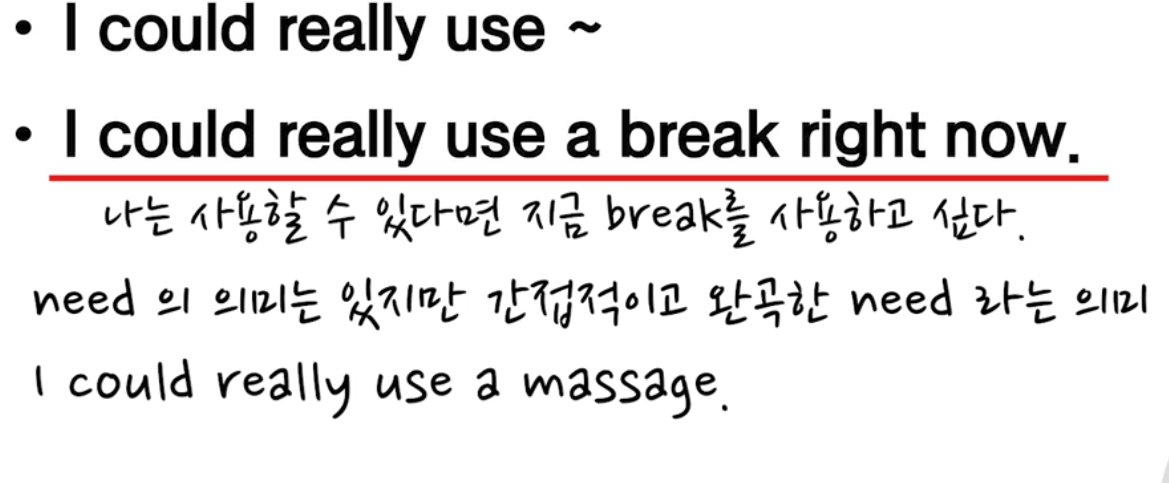 • I could really use ~
• I could really use a break right now.
나는 사용할 수 있다면 지금 break를 사용하고 싶다.
need 의 의미는 있지만 간접적이고 완곡한 need 라는 의미
I could really use a massage.